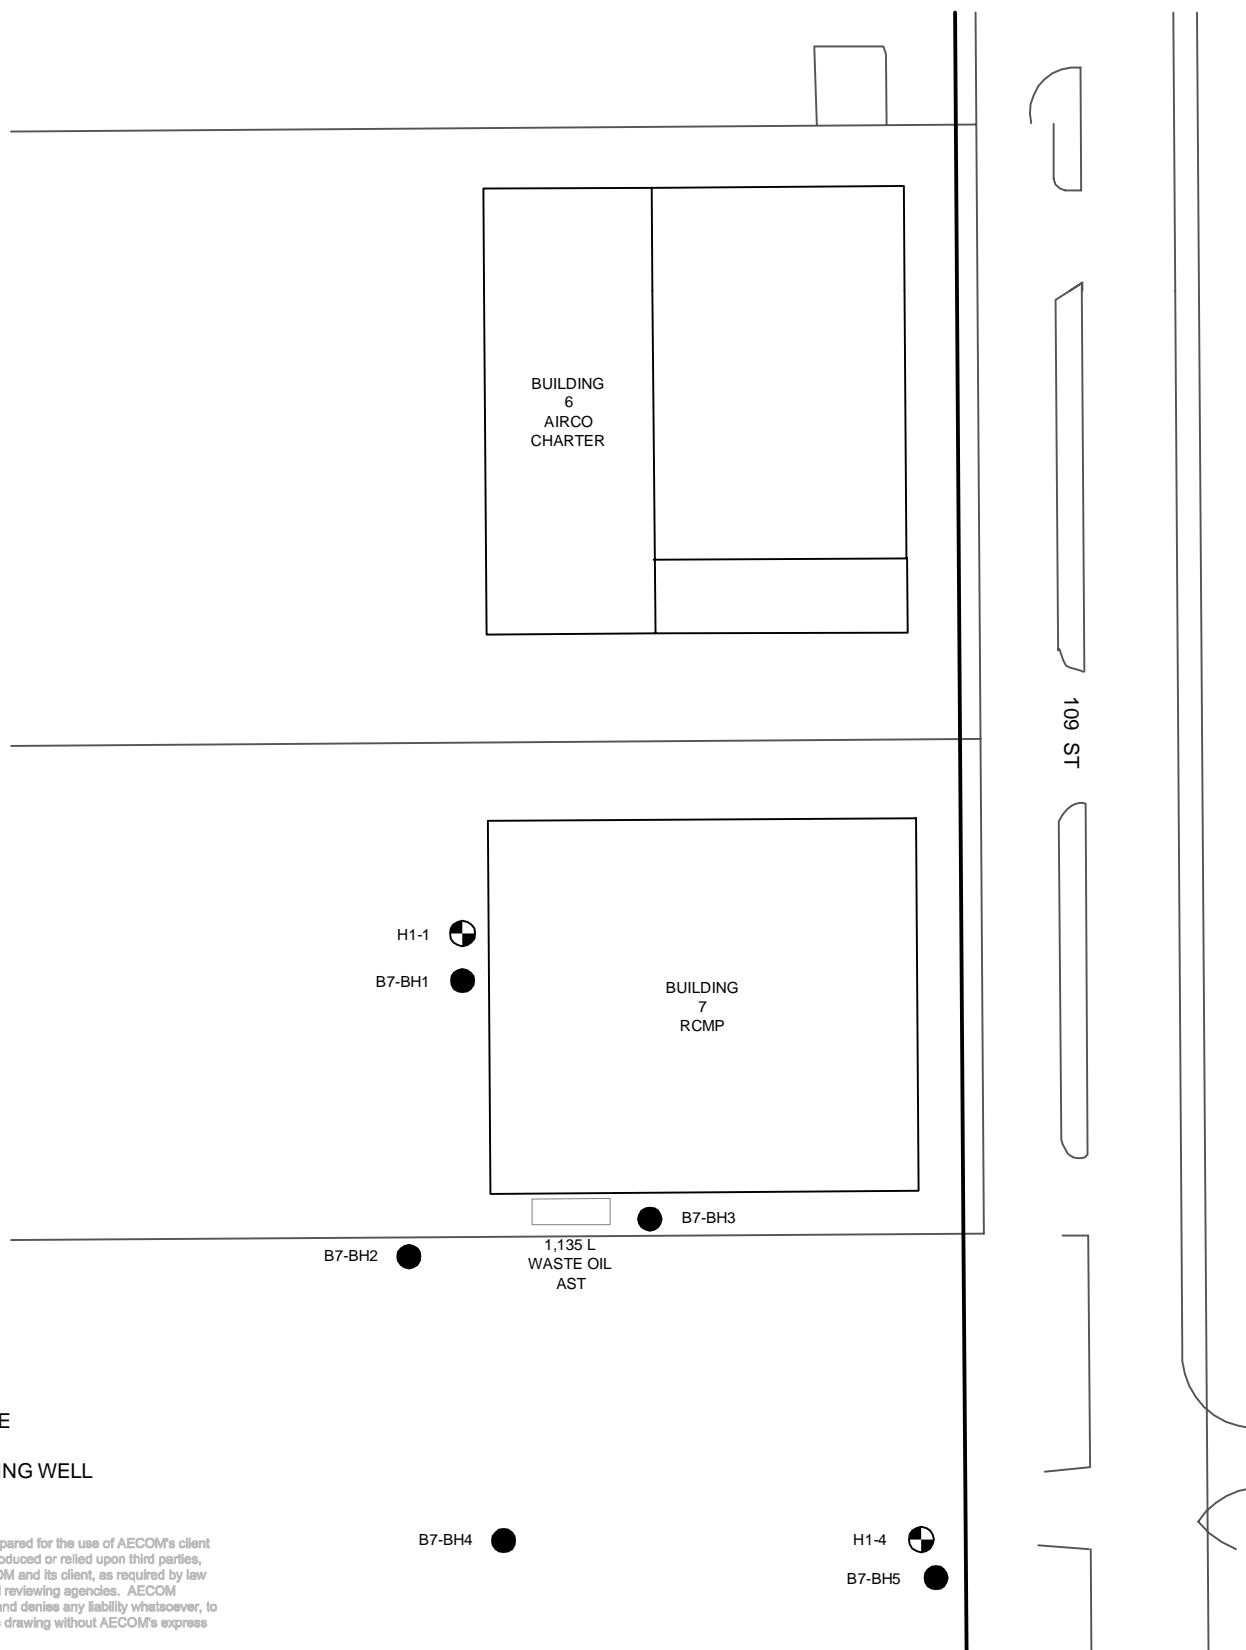 BUILDING
6
AIRCO
CHARTER
109 ST
H1-1
B7-BH1
BUILDING
7
RCMP
B7-BH3
B7-BH2
1,135 L
WASTE OIL
AST
E
NG WELL
B7-BH4
H1-4
B7-BH5
pared for the use of AECOM's client
oduced or relied upon third parties,
OM and its client, as required by law
l reviewing agencies. AECOM
and denies any liability whatsoever, to
s drawing without AECOM's express